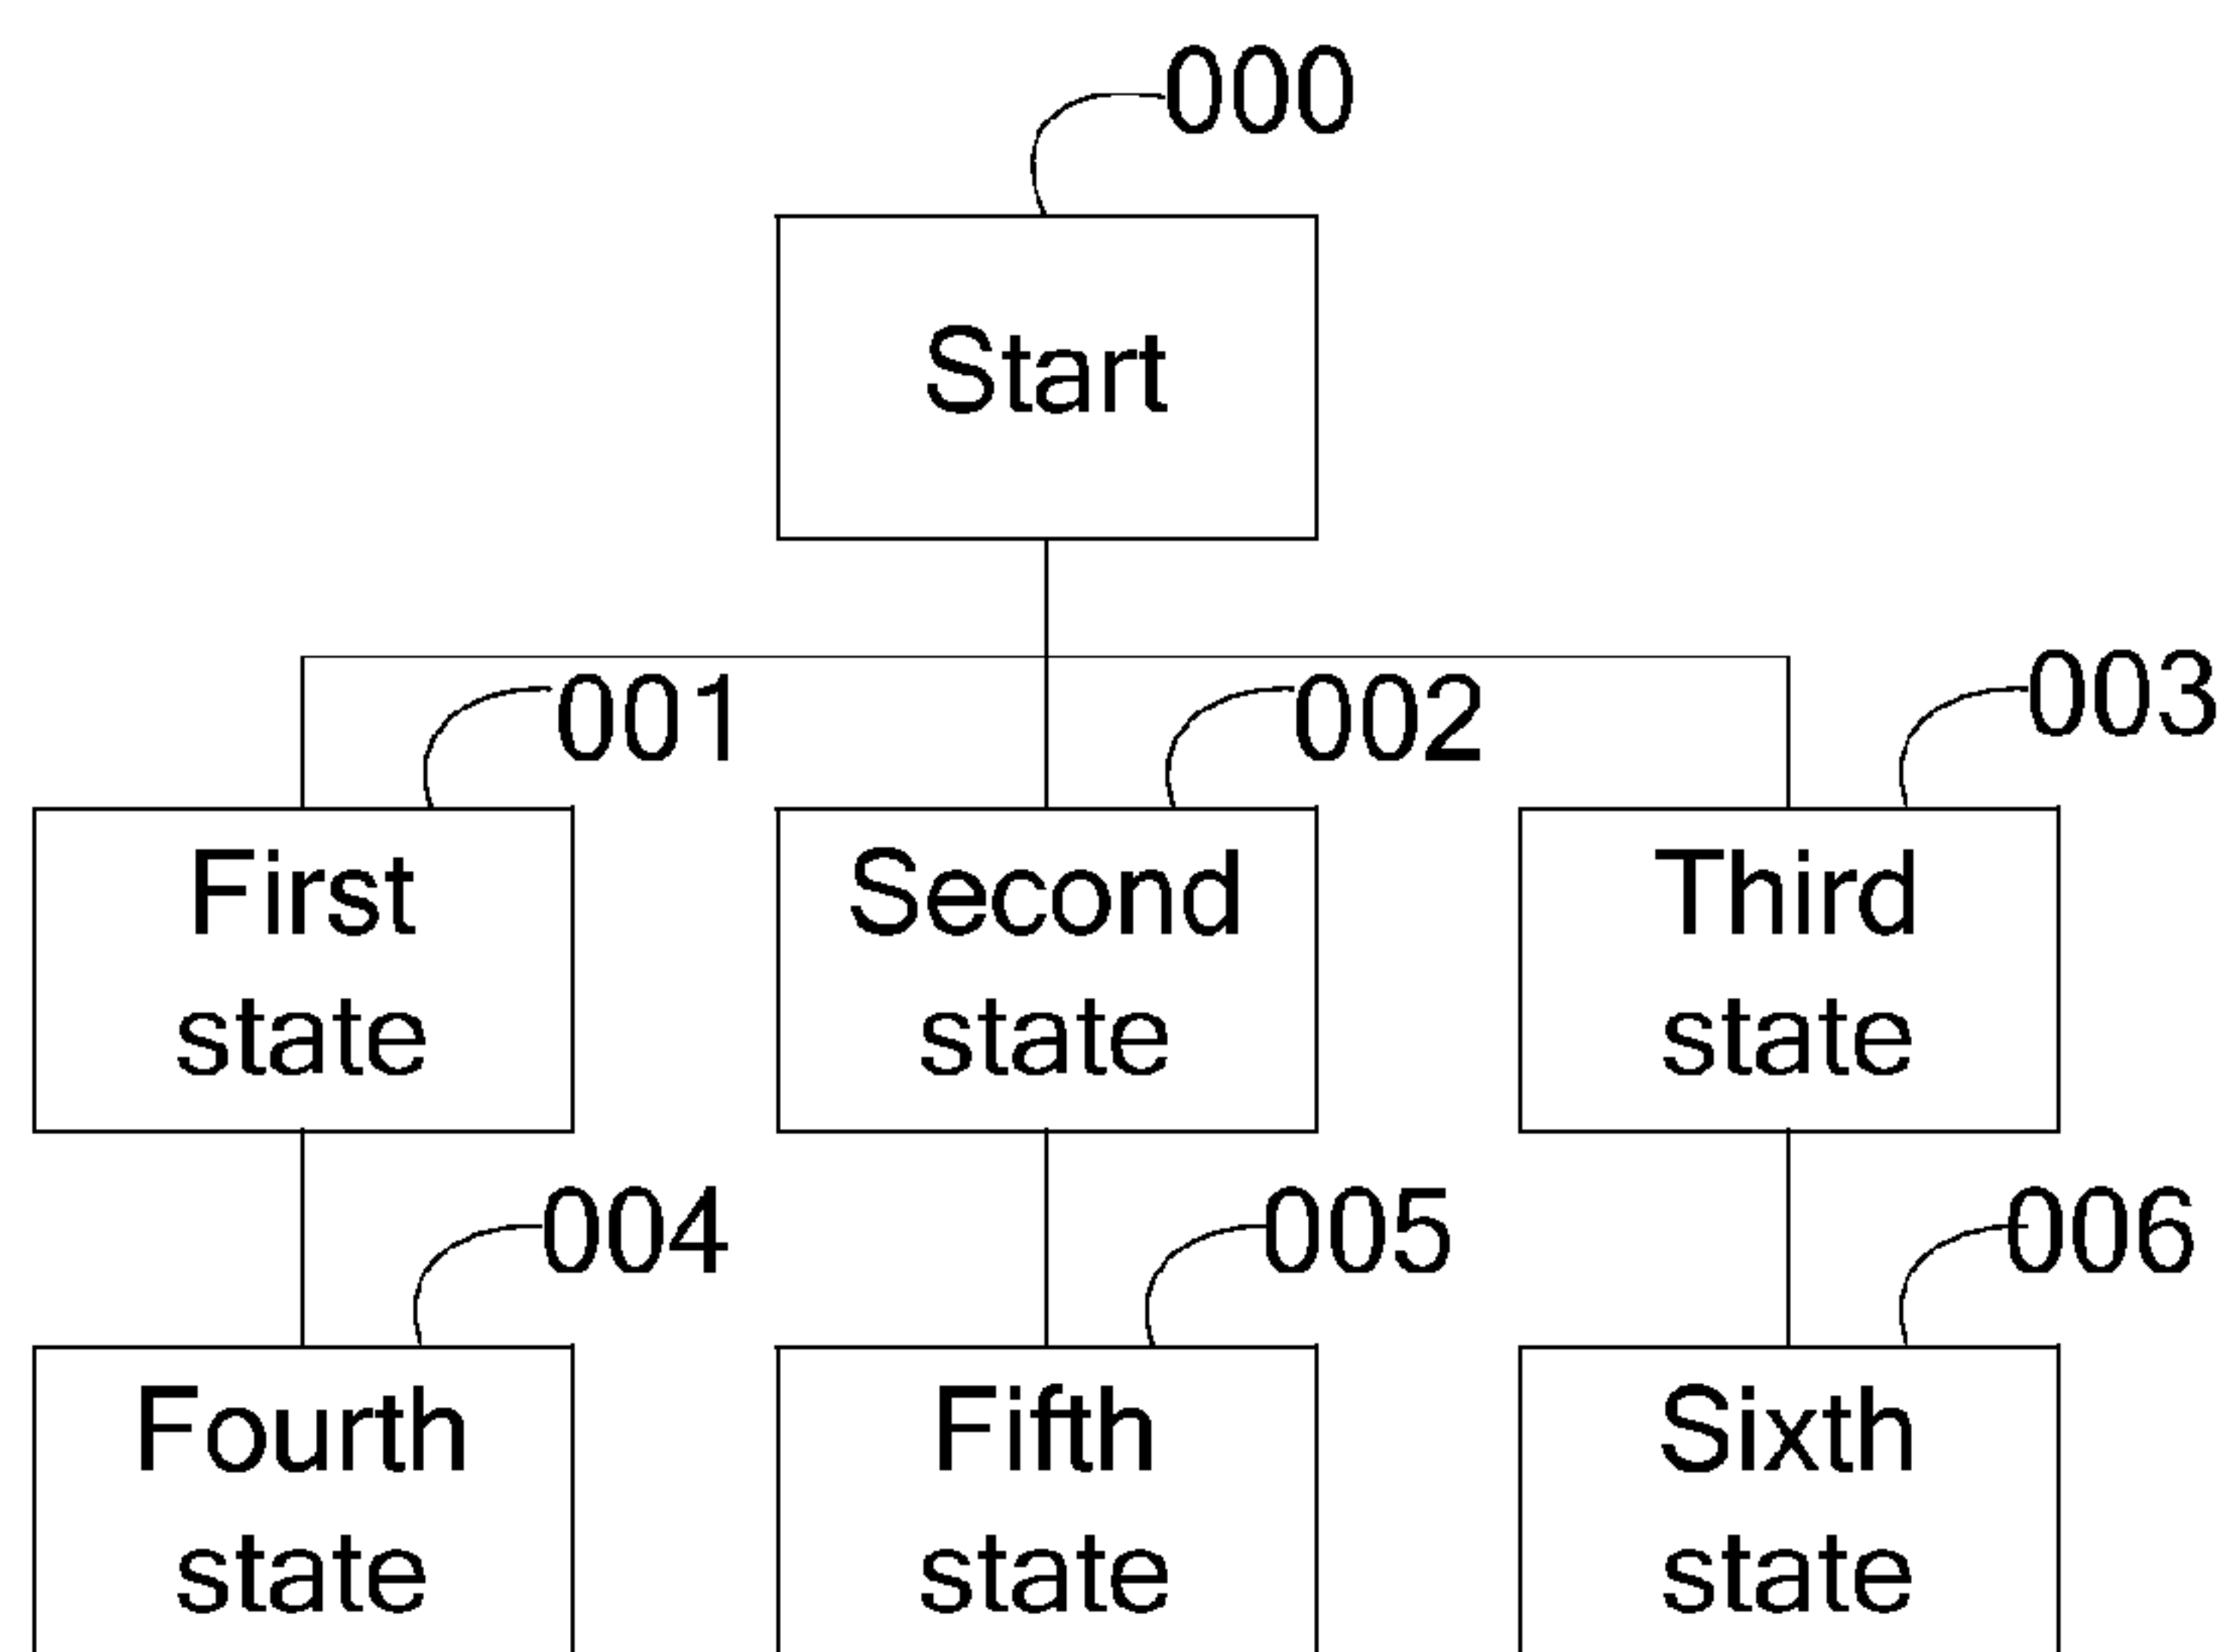 000
Start
001
002
003
First
state
Second
state
Third
state
004
005
006
Fourth
state
Fifth
state
Sixth
state